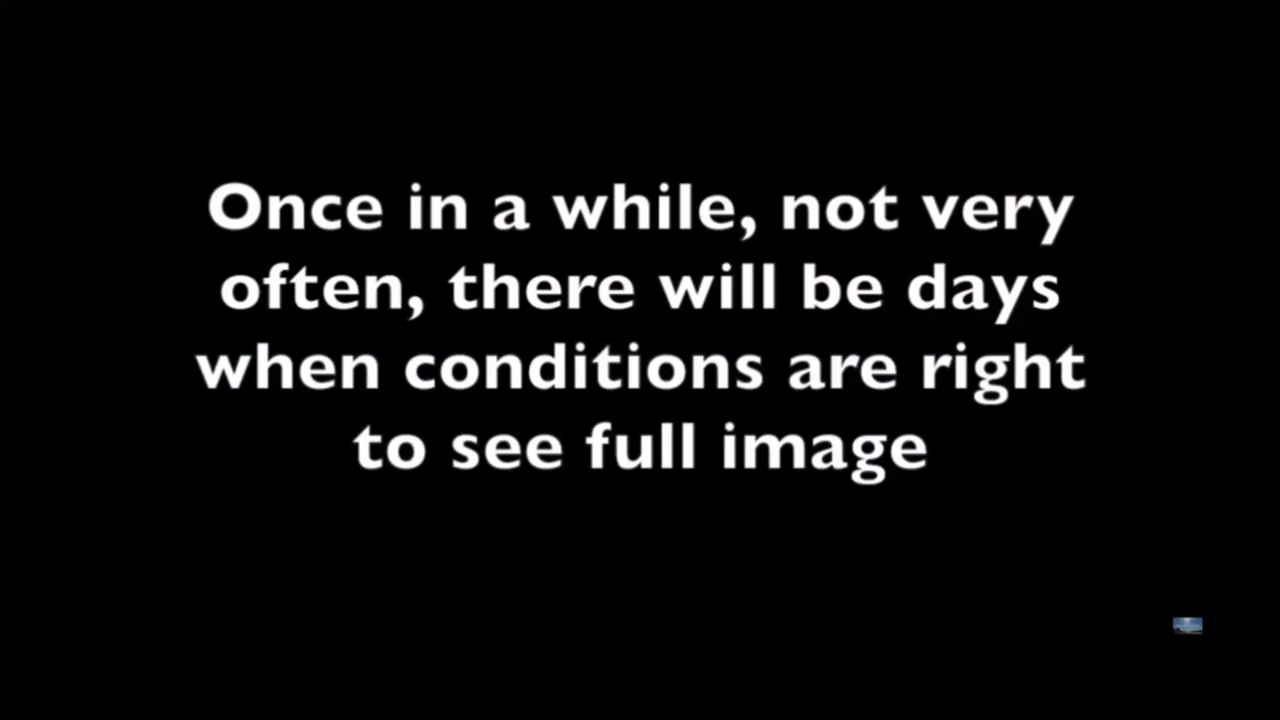 Once in a while, not very
often, there will be days
when conditions are right
to see full image